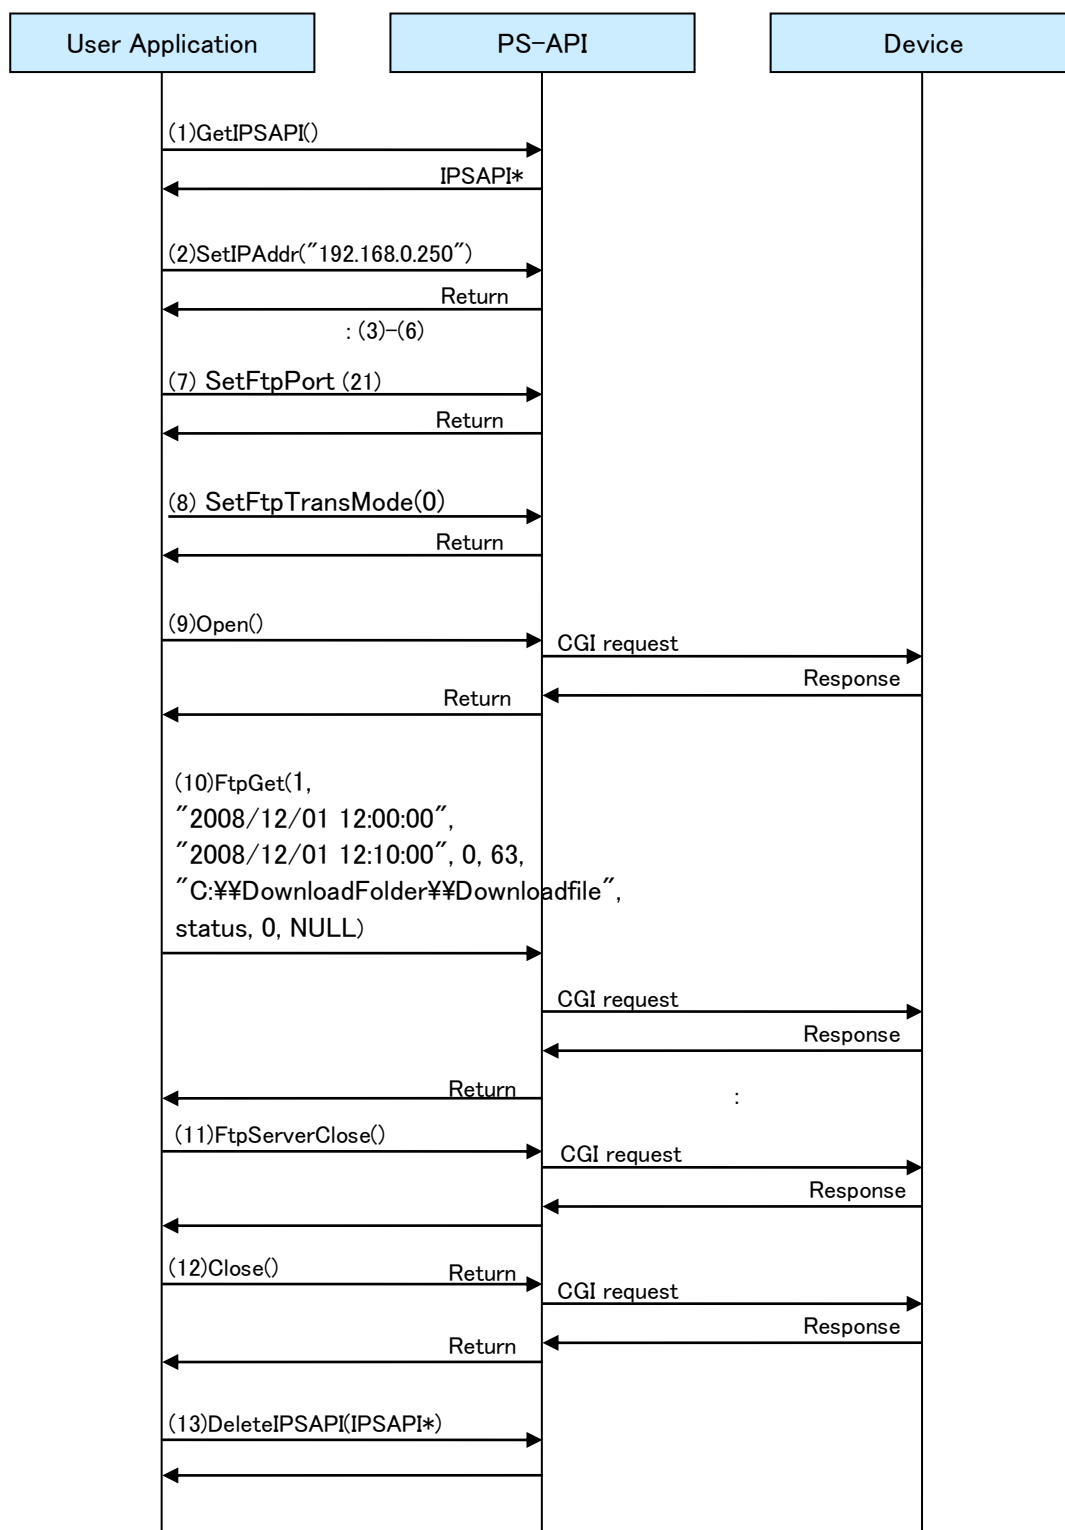 User Application
PS-API
Device
(1)GetIPSAPI()
IPSAPI*
(2)SetIPAddr("192.168.0.250")
Return
: (3)-(6)
(7) SetFtpPort (21)
Return
(8) SetFtpTransMode(0)
Return
(9)Open()
CGI request
Response
Return
(10)FtpGet(1,
"2008/12/01 12:00:00",
"2008/12/01 12:10:00", 0, 63,
"C:¥¥DownloadFolder¥¥Downloadfile",
status, 0, NULL)
CGI request
Response
Return
:
(11)FtpServerClose()
CGI request
Response
(12)Close()
Return
CGI request
Response
Return
(13)DeleteIPSAPI(IPSAPI*)